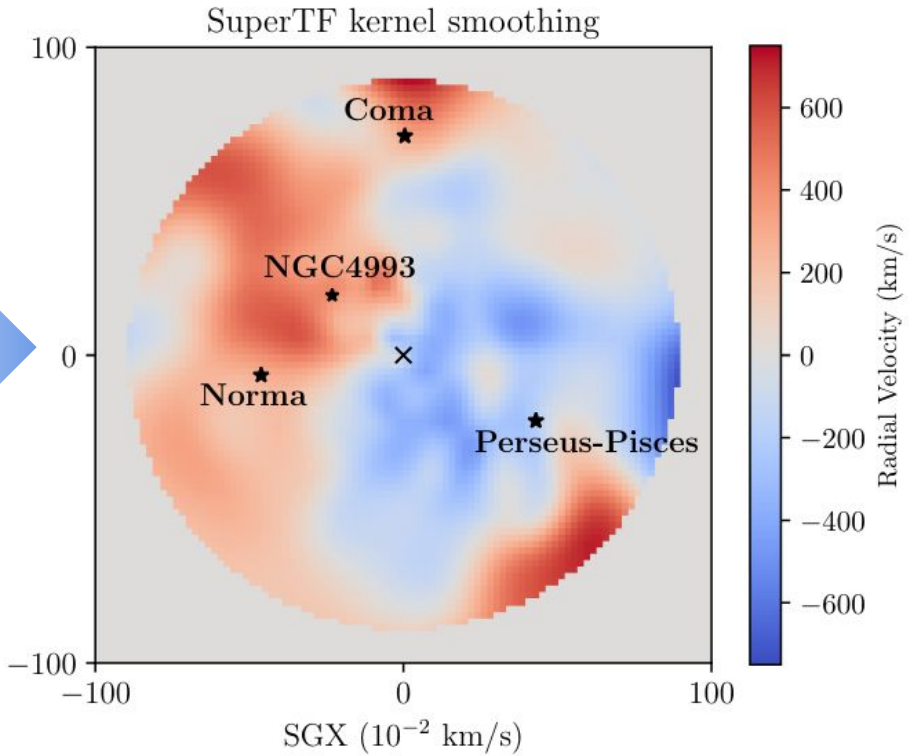 SuperTF kernel smoothing
100
0
−100
Coma
NGC4993
Norma
Perseus-Pisces
−100
0
100
SGX (10⁻² km/s)
600
400
200
0
−200
−400
−600
Radial Velocity (km/s)